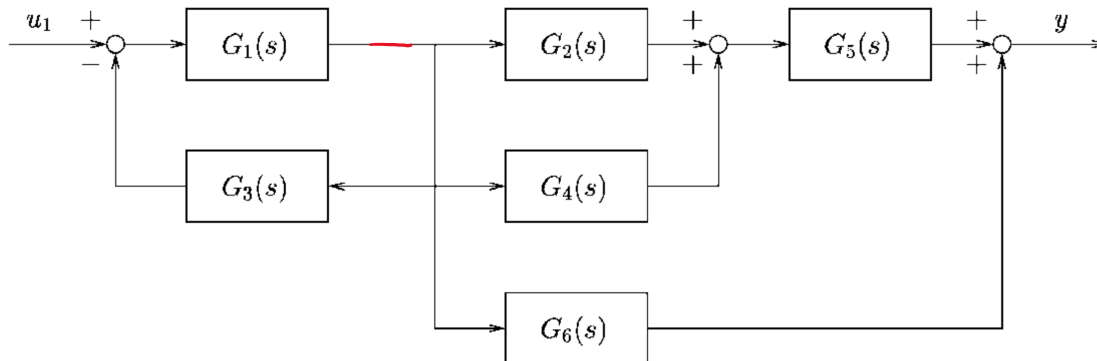 u₁ + G₁(s) G₂(s) + G₅(s) + y
− + +
G₃(s) G₄(s)
G₆(s)